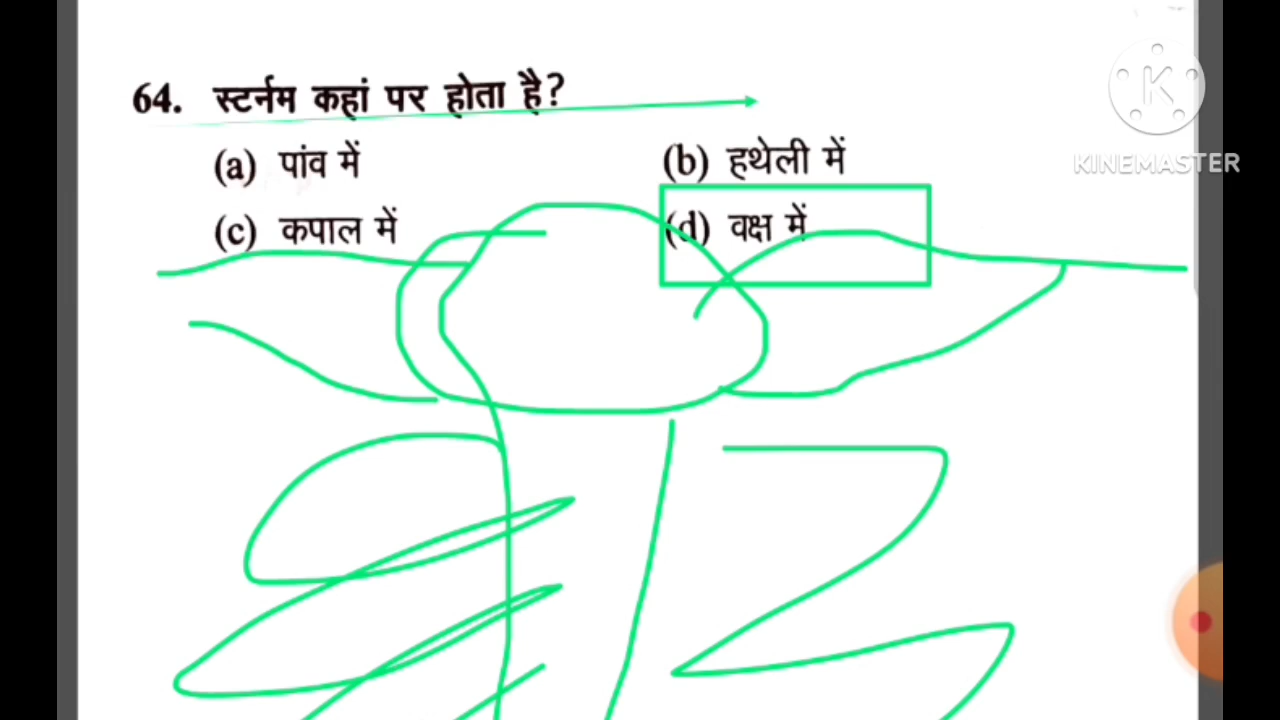 64. स्टर्नम कहां पर होता है?
(a) पांव में (b) हथेली में
(c) कपाल में (d) वक्ष में
K
KINEMASTER